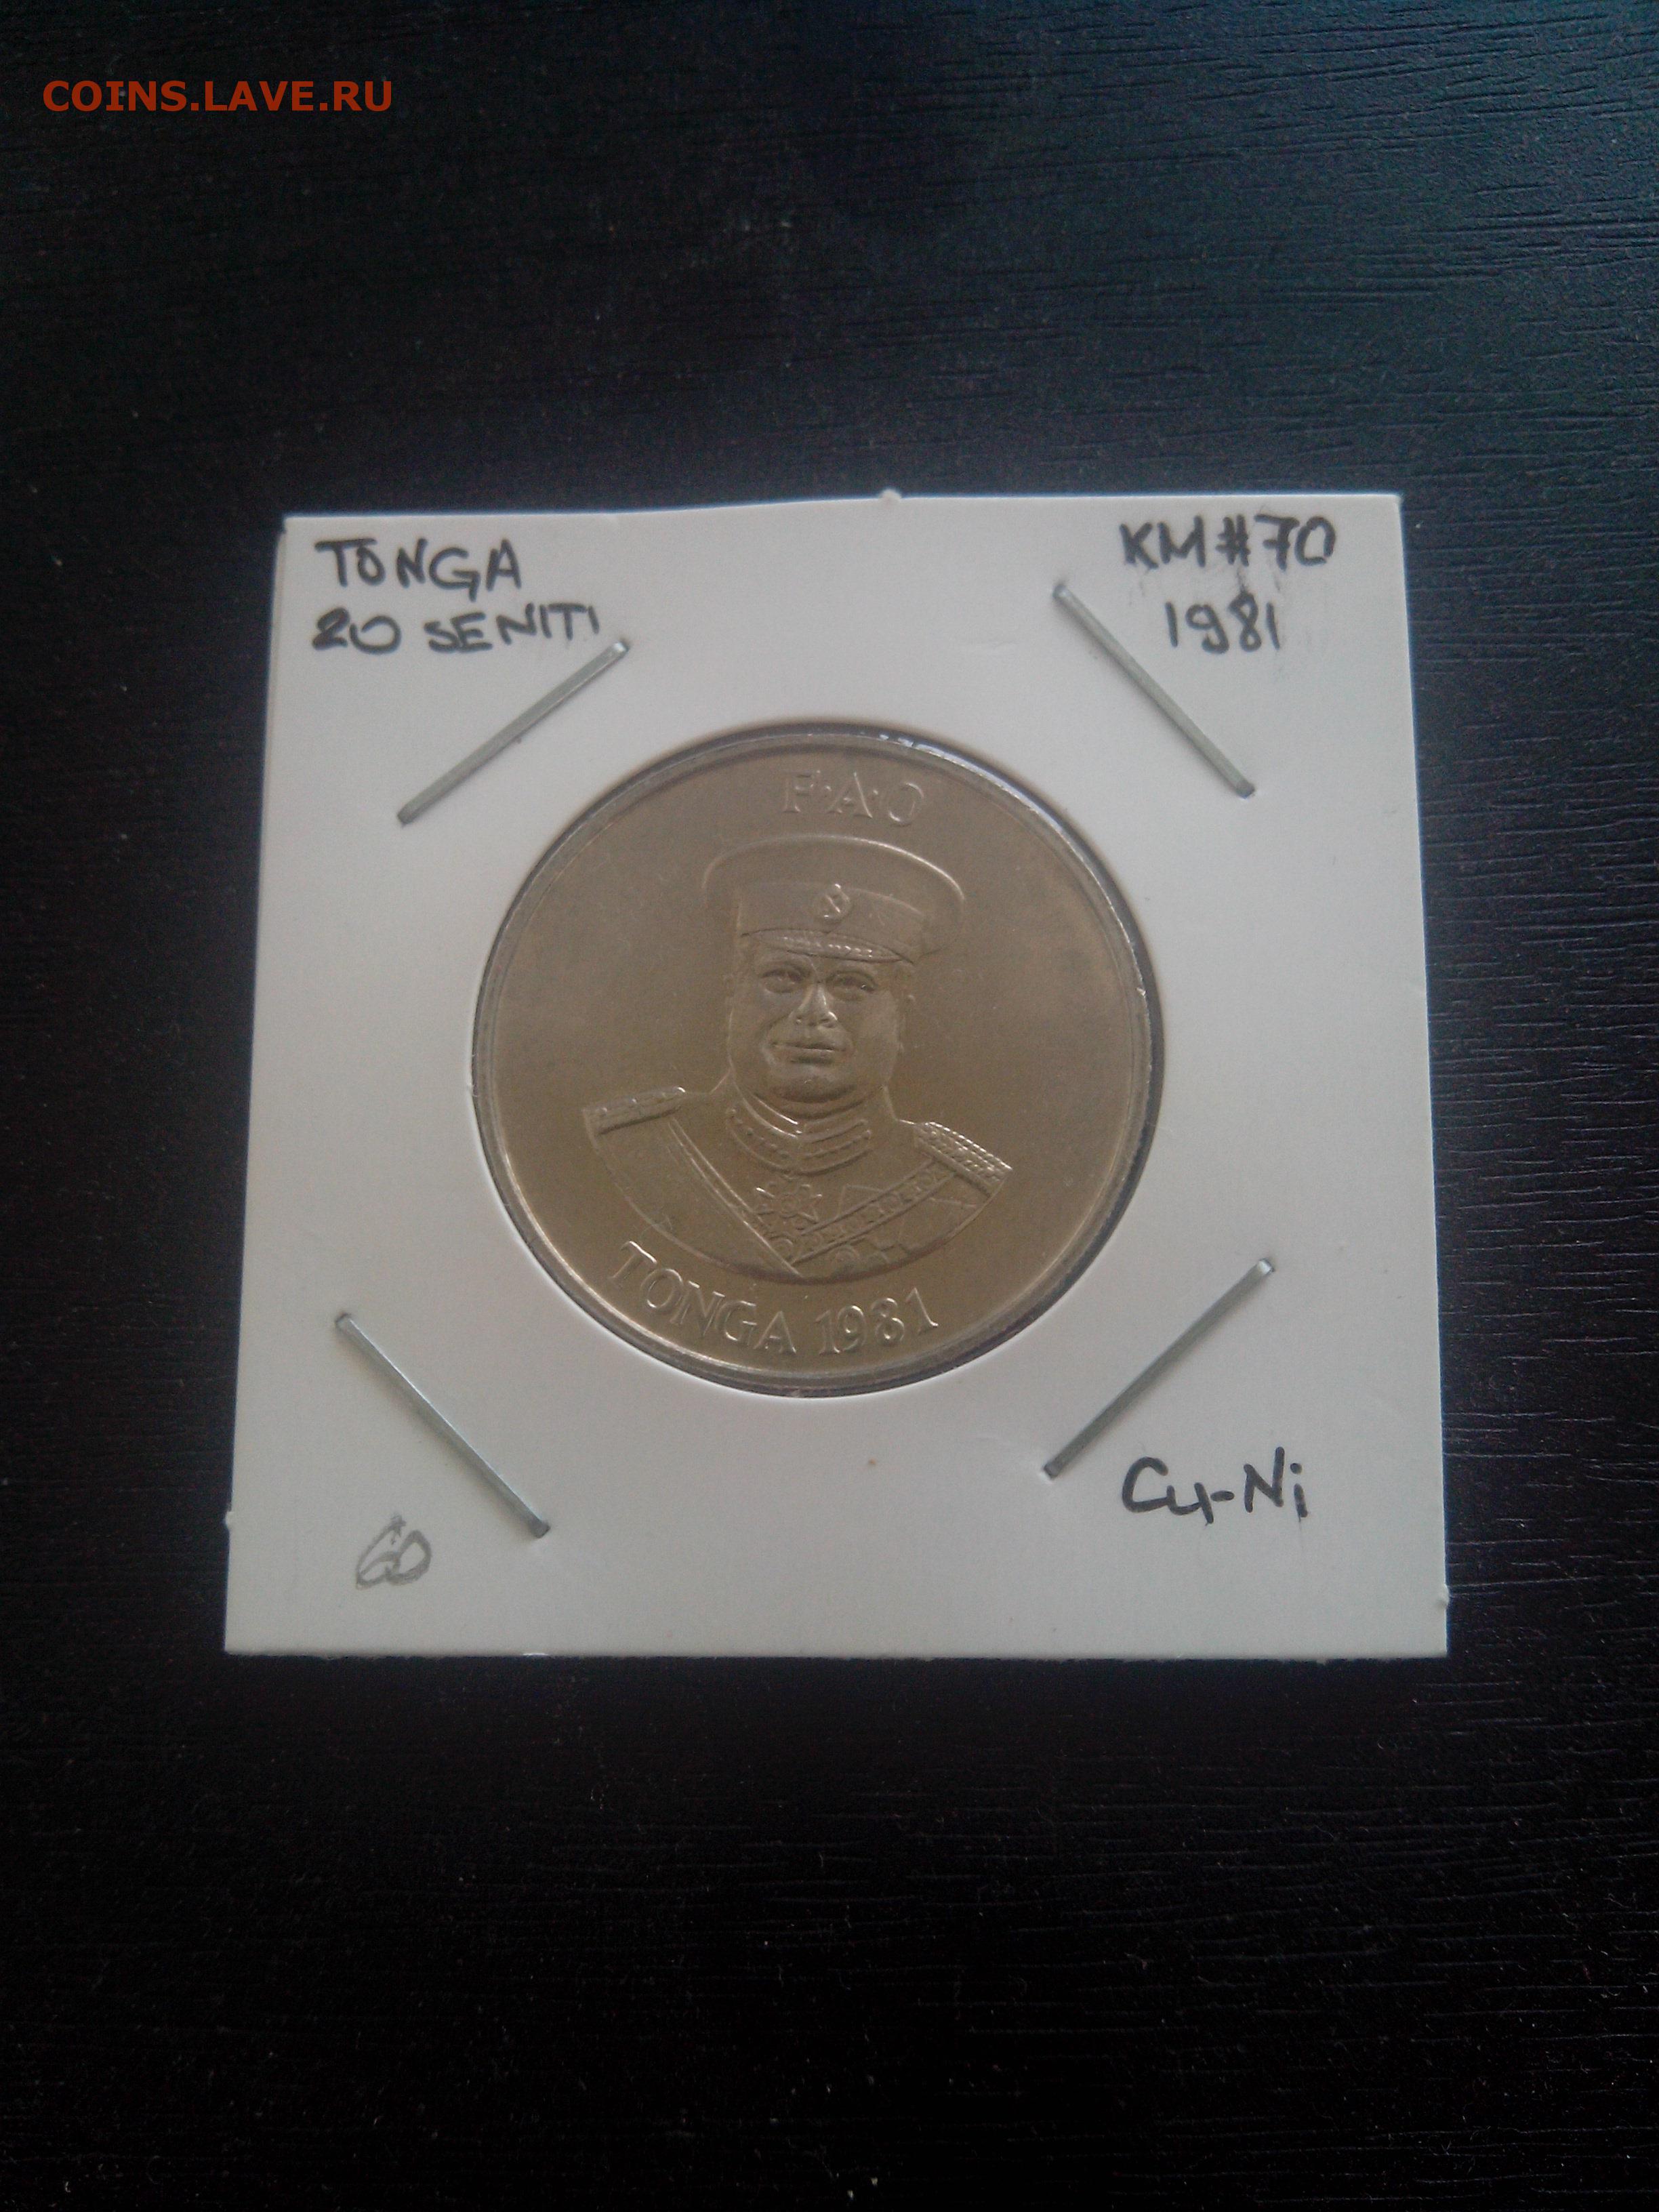 COINS.LAVE.RU
TONGA
20 SENITI
KM#70
1981
F·A·O
TONGA 1981
Cu-Ni
60